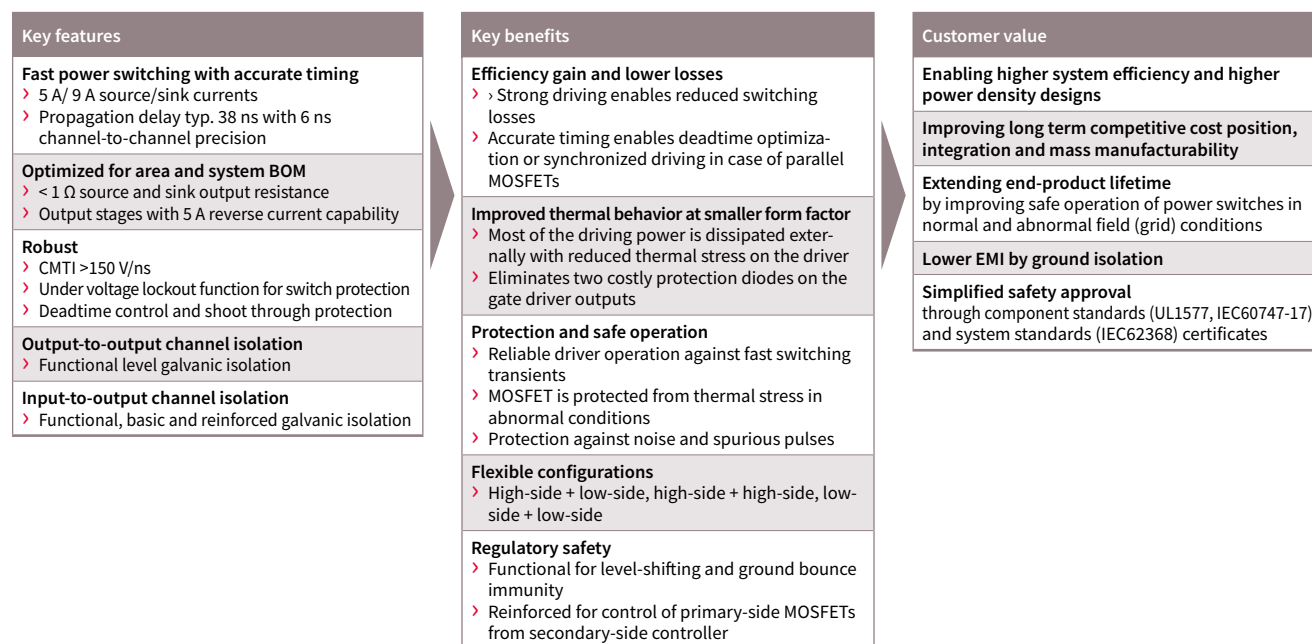 Key features
Fast power switching with accurate timing
› 5 A/ 9 A source/sink currents
› Propagation delay typ. 38 ns with 6 ns
channel-to-channel precision
Optimized for area and system BOM
› < 1 Ω source and sink output resistance
› Output stages with 5 A reverse current capability
Robust
› CMTI >150 V/ns
› Under voltage lockout function for switch protection
› Deadtime control and shoot through protection
Output-to-output channel isolation
› Functional level galvanic isolation
Input-to-output channel isolation
› Functional, basic and reinforced galvanic isolation
Key benefits
Efficiency gain and lower losses
› › Strong driving enables reduced switching
losses
› Accurate timing enables deadtime optimiza-
tion or synchronized driving in case of parallel
MOSFETs
Improved thermal behavior at smaller form factor
› Most of the driving power is dissipated exter-
nally with reduced thermal stress on the driver
› Eliminates two costly protection diodes on the
gate driver outputs
Protection and safe operation
› Reliable driver operation against fast switching
transients
› MOSFET is protected from thermal stress in
abnormal conditions
› Protection against noise and spurious pulses
Flexible configurations
› High-side + low-side, high-side + high-side, low-
side + low-side
Regulatory safety
› Functional for level-shifting and ground bounce
immunity
› Reinforced for control of primary-side MOSFETs
from secondary-side controller
Customer value
Enabling higher system efficiency and higher
power density designs
Improving long term competitive cost position,
integration and mass manufacturability
Extending end-product lifetime
by improving safe operation of power switches in
normal and abnormal field (grid) conditions
Lower EMI by ground isolation
Simplified safety approval
through component standards (UL1577, IEC60747-17)
and system standards (IEC62368) certificates